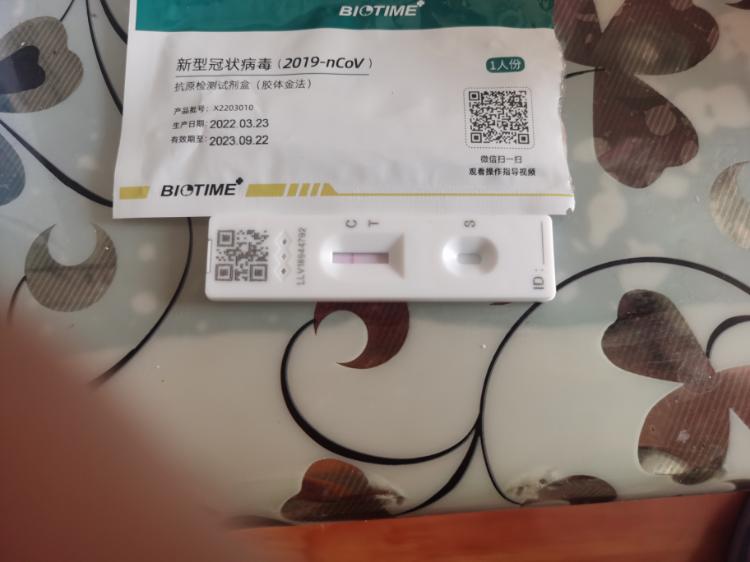 BIOTIME
新型冠状病毒（2019-nCoV）
1人份
抗原检测试剂盒（胶体金法）
产品批号：X2203010
生产日期：2022.03.23
有效期至：2023.09.22
微信扫一扫
观看操作指导视频
BIOTIME
C
T
S
LLV18944792
ID：